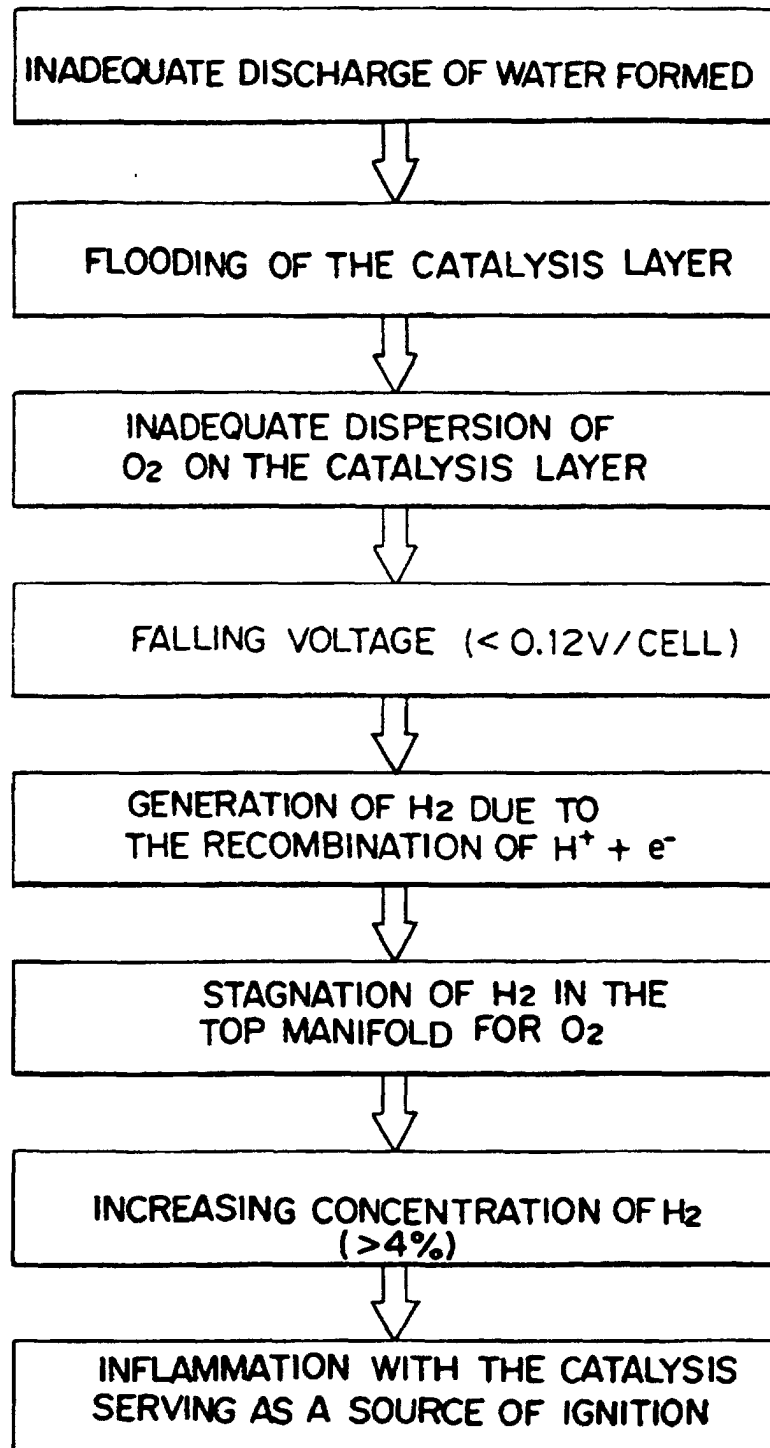 INADEQUATE DISCHARGE OF WATER FORMED
FLOODING OF THE CATALYSIS LAYER
INADEQUATE DISPERSION OF
O2 ON THE CATALYSIS LAYER
FALLING VOLTAGE (< 0.12V/CELL)
GENERATION OF H2 DUE TO
THE RECOMBINATION OF H⁺ + e⁻
STAGNATION OF H2 IN THE
TOP MANIFOLD FOR O2
INCREASING CONCENTRATION OF H2
(>4%)
INFLAMMATION WITH THE CATALYSIS
SERVING AS A SOURCE OF IGNITION